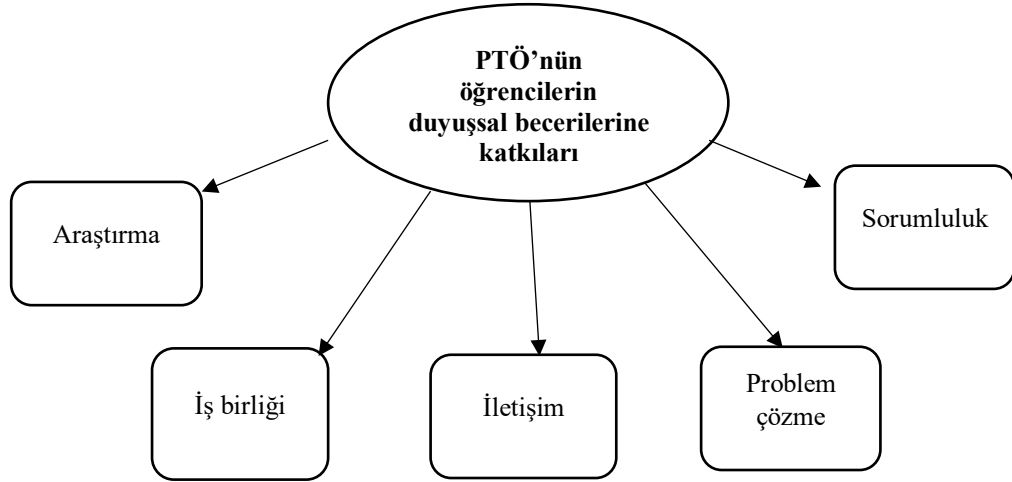 PTÖ’nün
öğrencilerin
duyuşsal becerilerine
katkıları
Araştırma
Sorumluluk
İş birliği
İletişim
Problem
çözme